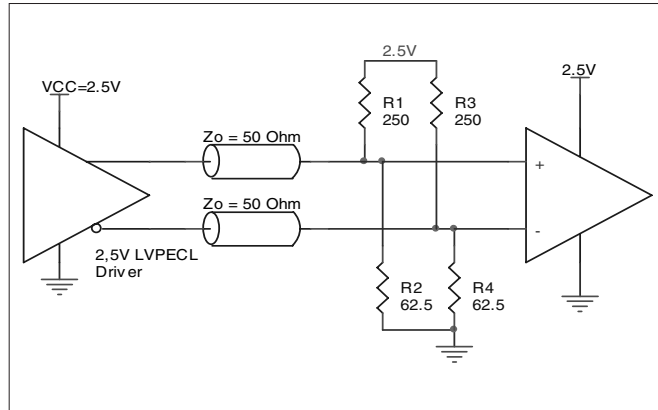 2.5V
VCC=2.5V
2.5V
R1
250
R3
250
Zo = 50 Ohm
+
Zo = 50 Ohm
-
2,5V LVPECL
Driver
R2
62.5
R4
62.5